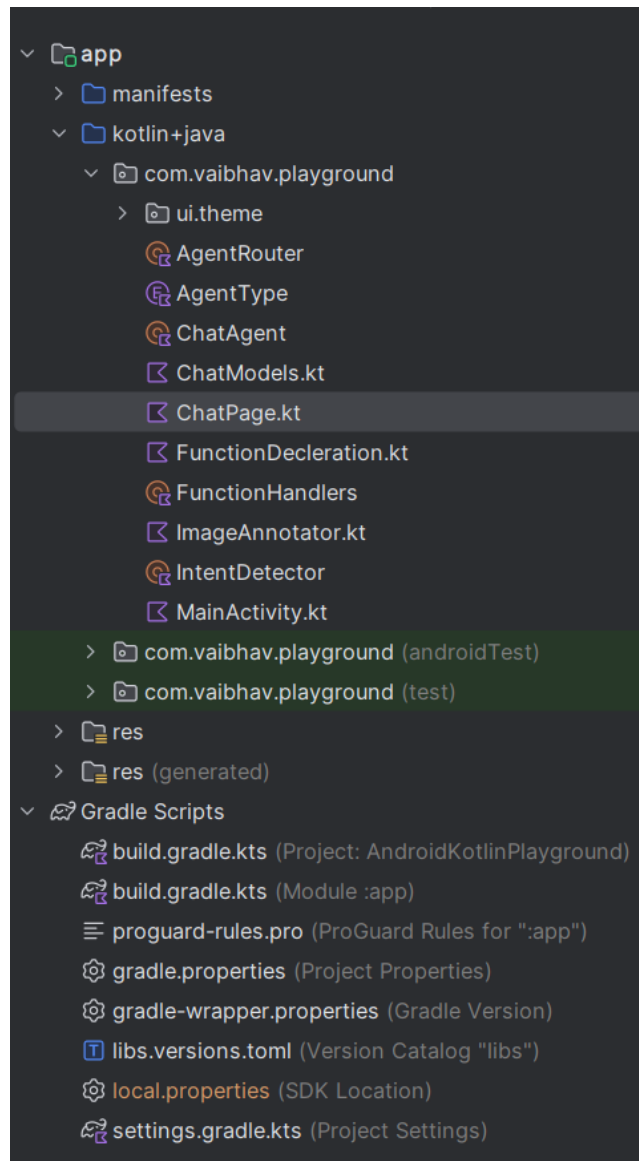 app
manifests
kotlin+java
com.vaibhav.playground
ui.theme
AgentRouter
AgentType
ChatAgent
ChatModels.kt
ChatPage.kt
FunctionDecleration.kt
FunctionHandlers
ImageAnnotator.kt
IntentDetector
MainActivity.kt
com.vaibhav.playground (androidTest)
com.vaibhav.playground (test)
res
res (generated)
Gradle Scripts
build.gradle.kts (Project: AndroidKotlinPlayground)
build.gradle.kts (Module :app)
proguard-rules.pro (ProGuard Rules for ":app")
gradle.properties (Project Properties)
gradle-wrapper.properties (Gradle Version)
libs.versions.toml (Version Catalog "libs")
local.properties (SDK Location)
settings.gradle.kts (Project Settings)